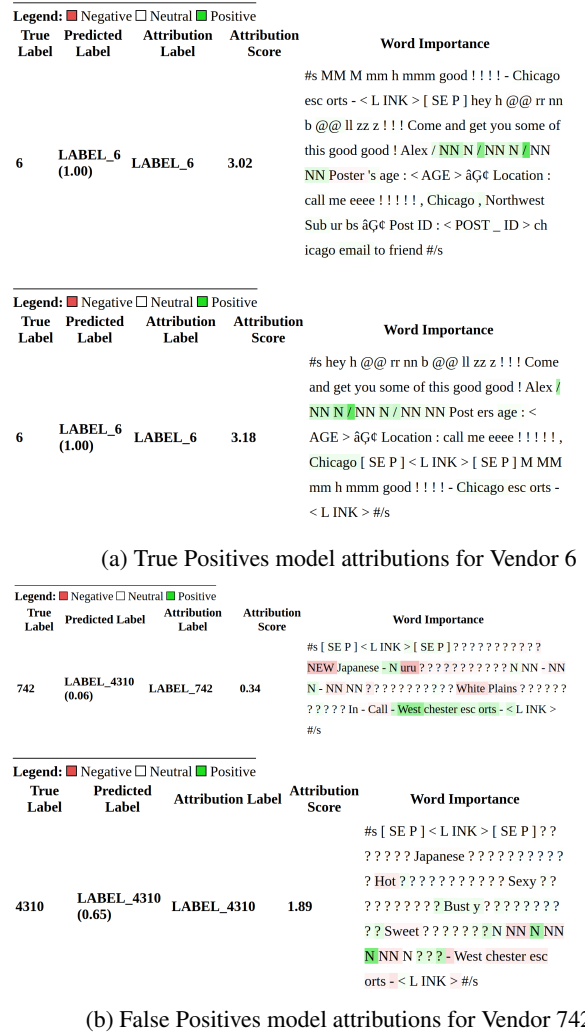 Legend: Negative Neutral Positive
True Label Predicted Label Attribution Label Attribution Score Word Importance
#s MM M mm h mmm good ! ! ! ! - Chicago
esc orts - < L INK > [ SE P ] hey h @@ rr nn
b @@ ll zz z ! ! ! Come and get you some of
this good good ! Alex / NN N / NN N / NN
6 LABEL_6 (1.00) LABEL_6 3.02
NN Poster 's age : < AGE > âĢ¢ Location :
call me eeee ! ! ! ! ! , Chicago , Northwest
Sub ur bs âĢ¢ Post ID : < POST _ ID > ch
icago email to friend #/s
Legend: Negative Neutral Positive
True Label Predicted Label Attribution Label Attribution Score Word Importance
#s hey h @@ rr nn b @@ ll zz z ! ! ! Come
and get you some of this good good ! Alex /
NN N / NN N / NN NN Post ers age : <
6 LABEL_6 (1.00) LABEL_6 3.18
AGE > âĢ¢ Location : call me eeee ! ! ! ! ! ,
Chicago [ SE P ] < L INK > [ SE P ] M MM
mm h mmm good ! ! ! ! - Chicago esc orts -
< L INK > #/s
(a) True Positives model attributions for Vendor 6
Legend: Negative Neutral Positive
True Label Predicted Label Attribution Label Attribution Score Word Importance
#s [ SE P ] < L INK > [ SE P ] ? ? ? ? ? ? ? ? ? ? ?
NEW Japanese - N uru ? ? ? ? ? ? ? ? ? ? ? N NN - NN
742 LABEL_4310 (0.06) LABEL_742 0.34
N - NN NN ? ? ? ? ? ? ? ? ? ? ? White Plains ? ? ? ? ? ?
? ? ? ? ? In - Call - West chester esc orts - < L INK >
#/s
Legend: Negative Neutral Positive
True Label Predicted Label Attribution Label Attribution Score Word Importance
#s [ SE P ] < L INK > [ SE P ] ? ?
? ? ? ? ? Japanese ? ? ? ? ? ? ? ? ? ?
? Hot ? ? ? ? ? ? ? ? ? ? ? Sexy ? ?
? ? ? ? ? ? ? ? ? Bust y ? ? ? ? ? ? ? ? ?
4310 LABEL_4310 (0.65) LABEL_4310 1.89
? ? Sweet ? ? ? ? ? ? ? N NN N NN
N NN N ? ? ? - West chester esc
orts - < L INK > #/s
(b) False Positives model attributions for Vendor 742